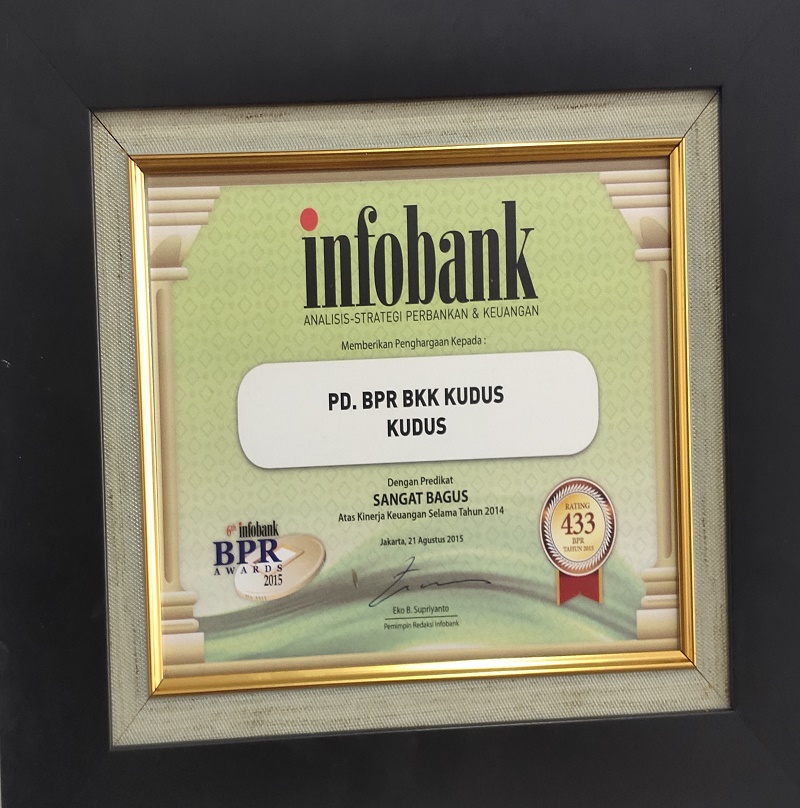 infobank
ANALISIS-STRATEGI PERBANKAN & KEUANGAN
Memberikan Penghargaan Kepada :
PD. BPR BKK KUDUS
KUDUS
Dengan Predikat
SANGAT BAGUS
Atas Kinerja Keuangan Selama Tahun 2014
Jakarta, 21 Agustus 2015
6th infobank
BPR
AWARDS
2015
RATING
433
BPR
TAHUN 2015
Eko B. Supriyanto
Pemimpin Redaksi Infobank